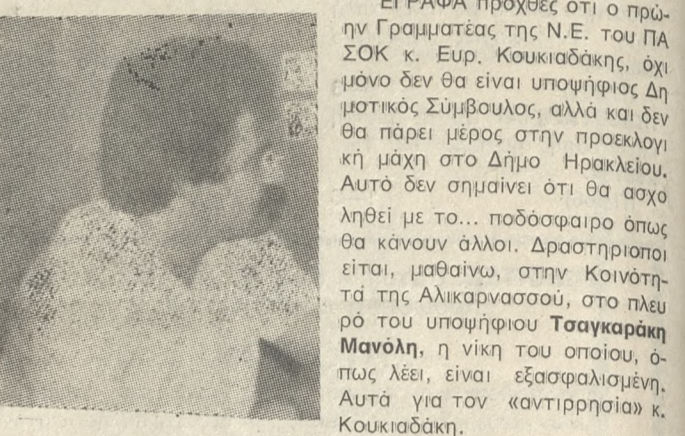 ΕΓΡΑΦΑ προχθές ότι ο πρώ-
ην Γραμματέας της Ν.Ε. του ΠΑ
ΣΟΚ κ. Ευρ. Κουκιαδάκης, όχι
μόνο δεν θα είναι υποψήφιος Δη
μοτικός Σύμβουλος, αλλά και δεν
θα πάρει μέρος στην προεκλογι
κή μάχη στο Δήμο Ηρακλείου.
Αυτό δεν σημαίνει ότι θα ασχο
ληθεί με το... ποδόσφαιρο όπως
θα κάνουν άλλοι. Δραστηριοποι
είται, μαθαίνω, στην Κοινότη-
τά της Αλικαρνασσού, στο πλευ
ρό του υποψήφιου Τσαγκαράκη
Μανόλη, η νίκη του οποίου, ό-
πως λέει, είναι εξασφαλισμένη.
Αυτά για τον «αντιρρησία» κ.
Κουκιαδάκη.